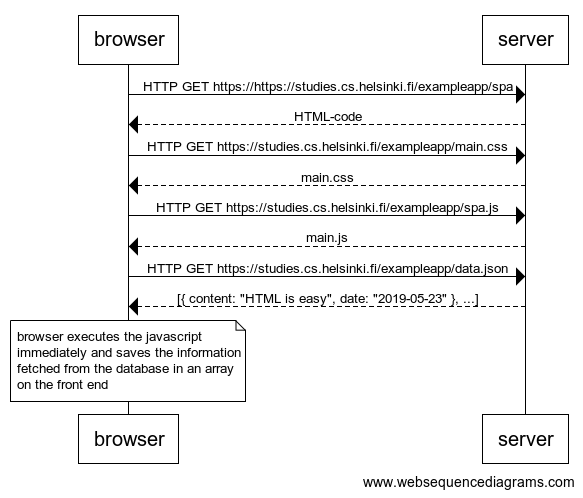 browser
server
HTTP GET https://https://studies.cs.helsinki.fi/exampleapp/spa
HTML-code
HTTP GET https://studies.cs.helsinki.fi/exampleapp/main.css
main.css
HTTP GET https://studies.cs.helsinki.fi/exampleapp/spa.js
main.js
HTTP GET https://studies.cs.helsinki.fi/exampleapp/data.json
[{ content: "HTML is easy", date: "2019-05-23" }, ...]
browser executes the javascript
immediately and saves the information
fetched from the database in an array
on the front end
browser
server
www.websequencediagrams.com